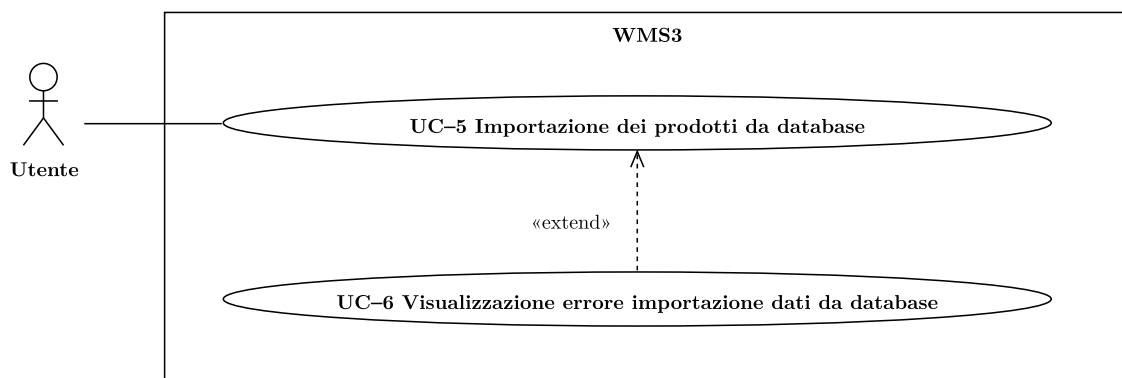 WMS3
UC–5 Importazione dei prodotti da database
Utente
«extend»
UC–6 Visualizzazione errore importazione dati da database